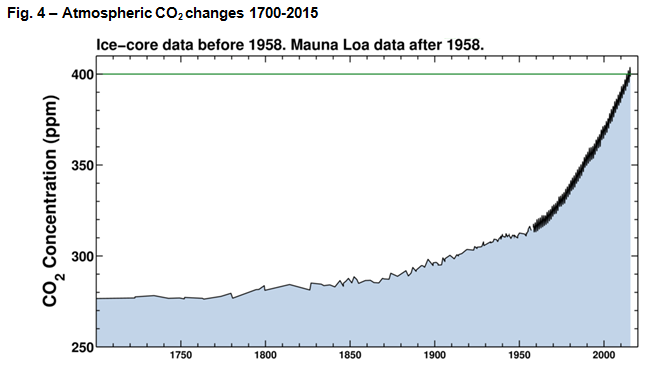 Fig. 4 – Atmospheric CO₂ changes 1700-2015
Ice-core data before 1958. Mauna Loa data after 1958.
CO₂ Concentration (ppm)
400
350
300
250
1750 1800 1850 1900 1950 2000